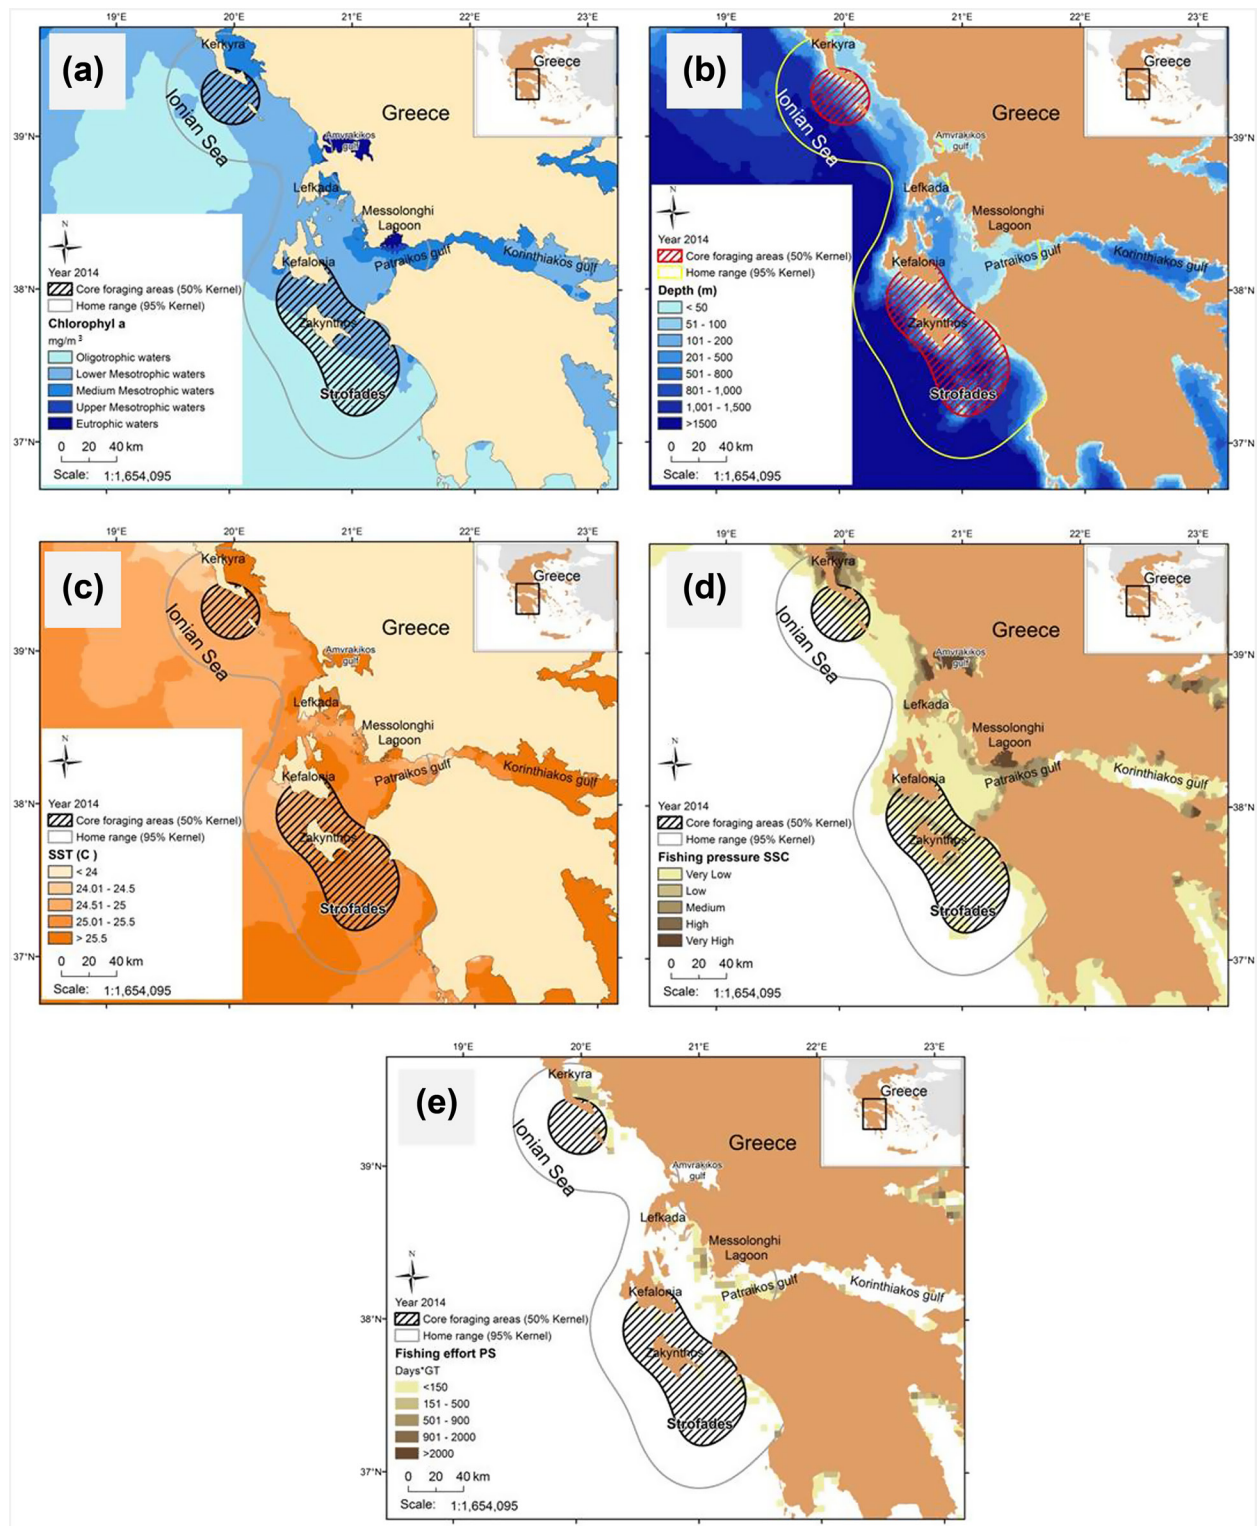 19°E 20°E 21°E 22°E 23°E
(a)
Kerkyra
Greece
Greece
Ionian Sea
39°N
Amvrakikos
gulf
Lefkada
Messolonghi
Lagoon
Patraikos gulf
Korinthiakos gulf
Kefalonia
38°N
Zakynthos
Strofades
37°N
N
Year 2014
Core foraging areas (50% Kernel)
Home range (95% Kernel)
Chlorophyl a
mg/m 3
Oligotrophic waters
Lower Mesotrophic waters
Medium Mesotrophic waters
Upper Mesotrophic waters
Eutrophic waters
0 20 40 km
Scale: 1:1,654,095
19°E 20°E 21°E 22°E 23°E
(b)
Kerkyra
Greece
Greece
Ionian Sea
39°N
Amvrakikos
gulf
Lefkada
Messolonghi
Lagoon
Patraikos gulf
Korinthiakos gulf
Kefalonia
38°N
Zakynthos
Strofades
37°N
N
Year 2014
Core foraging areas (50% Kernel)
Home range (95% Kernel)
Depth (m)
< 50
51 - 100
101 - 200
201 - 500
501 - 800
801 - 1,000
1,001 - 1,500
>1500
0 20 40 km
Scale: 1:1,654,095
19°E 20°E 21°E 22°E 23°E
(c)
Kerkyra
Greece
Greece
Ionian Sea
39°N
Amvrakikos
gulf
Lefkada
Messolonghi
Lagoon
Patraikos gulf
Korinthiakos gulf
Kefalonia
38°N
Zakynthos
Strofades
37°N
N
Year 2014
Core foraging areas (50% Kernel)
Home range (95% Kernel)
SST (C )
< 24
24.01 - 24.5
24.51 - 25
25.01 - 25.5
> 25.5
0 20 40 km
Scale: 1:1,654,095
19°E 20°E 21°E 22°E 23°E
(d)
Kerkyra
Greece
Greece
Ionian Sea
39°N
Amvrakikos
gulf
Lefkada
Messolonghi
Lagoon
Patraikos gulf
Korinthiakos gulf
Kefalonia
38°N
Zakynthos
Strofades
37°N
N
Year 2014
Core foraging areas (50% Kernel)
Home range (95% Kernel)
Fishing pressure SSC
Very Low
Low
Medium
High
Very High
0 20 40 km
Scale: 1:1,654,095
19°E 20°E 21°E 22°E 23°E
(e)
Kerkyra
Greece
Greece
Ionian Sea
39°N
39°N
Amvrakikos
gulf
Lefkada
Messolonghi
Lagoon
Patraikos gulf
Korinthiakos gulf
Kefalonia
38°N
38°N
Zakynthos
Strofades
37°N
37°N
N
Year 2014
Core foraging areas (50% Kernel)
Home range (95% Kernel)
Fishing effort PS
Days*GT
<150
151 - 500
501 - 900
901 - 2000
>2000
0 20 40 km
Scale: 1:1,654,095